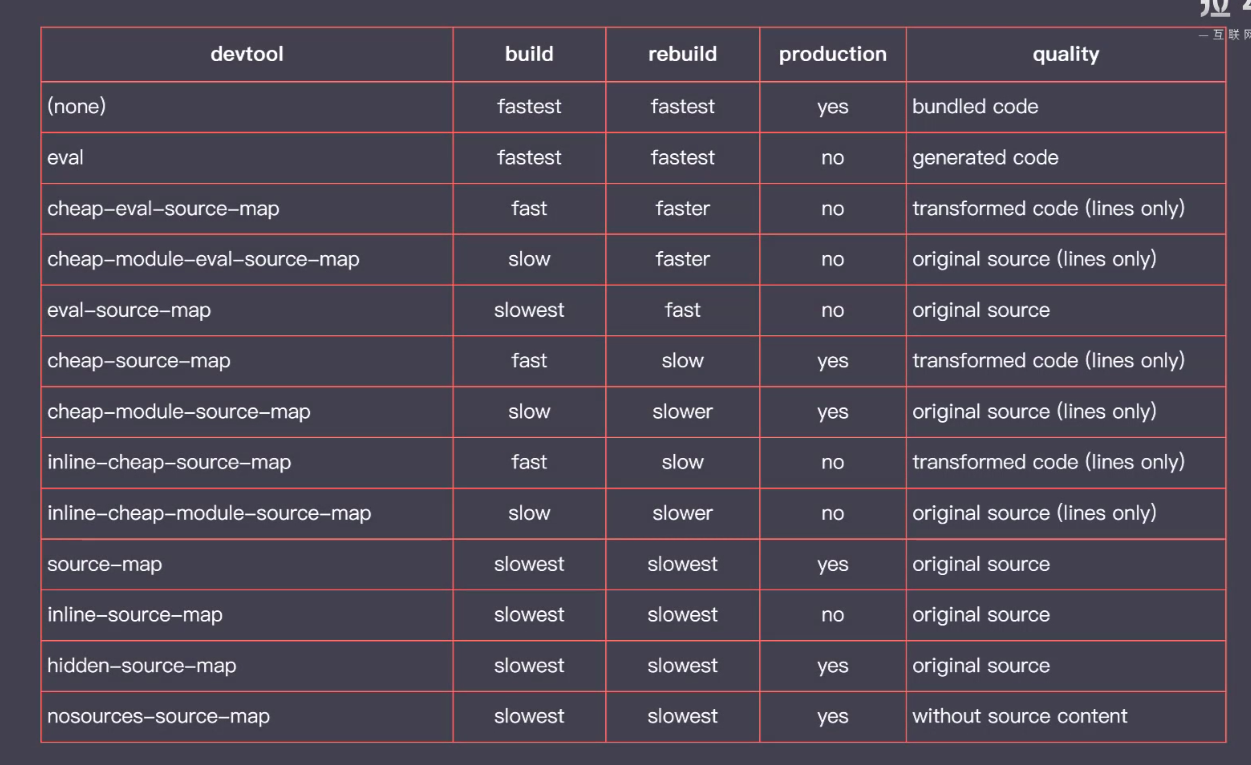 一互联网
devtool build rebuild production quality
(none) fastest fastest yes bundled code
eval fastest fastest no generated code
cheap-eval-source-map fast faster no transformed code (lines only)
cheap-module-eval-source-map slow faster no original source (lines only)
eval-source-map slowest fast no original source
cheap-source-map fast slow yes transformed code (lines only)
cheap-module-source-map slow slower yes original source (lines only)
inline-cheap-source-map fast slow no transformed code (lines only)
inline-cheap-module-source-map slow slower no original source (lines only)
source-map slowest slowest yes original source
inline-source-map slowest slowest no original source
hidden-source-map slowest slowest yes original source
nosources-source-map slowest slowest yes without source content